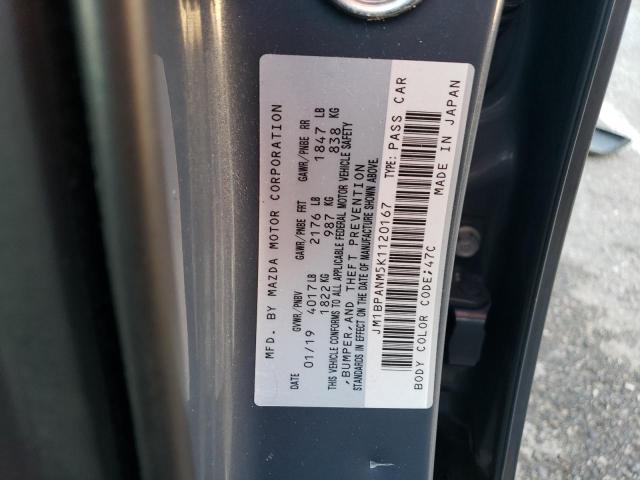 MFD. BY MAZDA MOTOR CORPORATION
DATE GVWR/PNBV GAWR/PNBE FRT GAWR/PNBE RR
01/19 4017LB 2176 LB 1847 LB
1822KG 987 KG 838 KG
THIS VEHICLE CONFORMS TO ALL APPLICABLE FEDERAL MOTOR VEHICLE SAFETY
,BUMPER,AND THEFT PREVENTION
STANDARDS IN EFFECT ON THE DATE OF MANUFACTURE SHOWN ABOVE.
JM1BPANM5K1120167 TYPE: PASS CAR
BODY COLOR CODE:47C MADE IN JAPAN